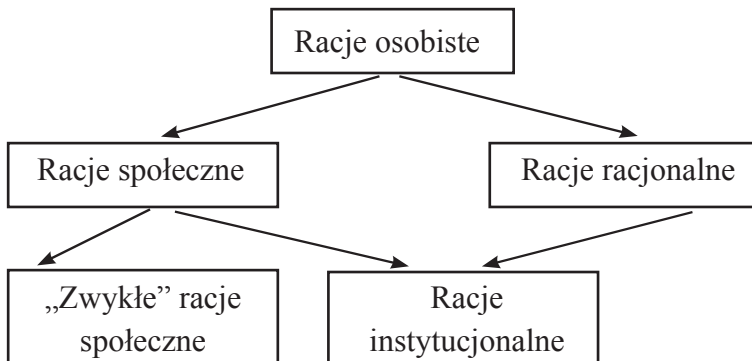 Racje osobiste
Racje społeczne
Racje racjonalne
„Zwykłe” racje
społeczne
Racje
instytucjonalne